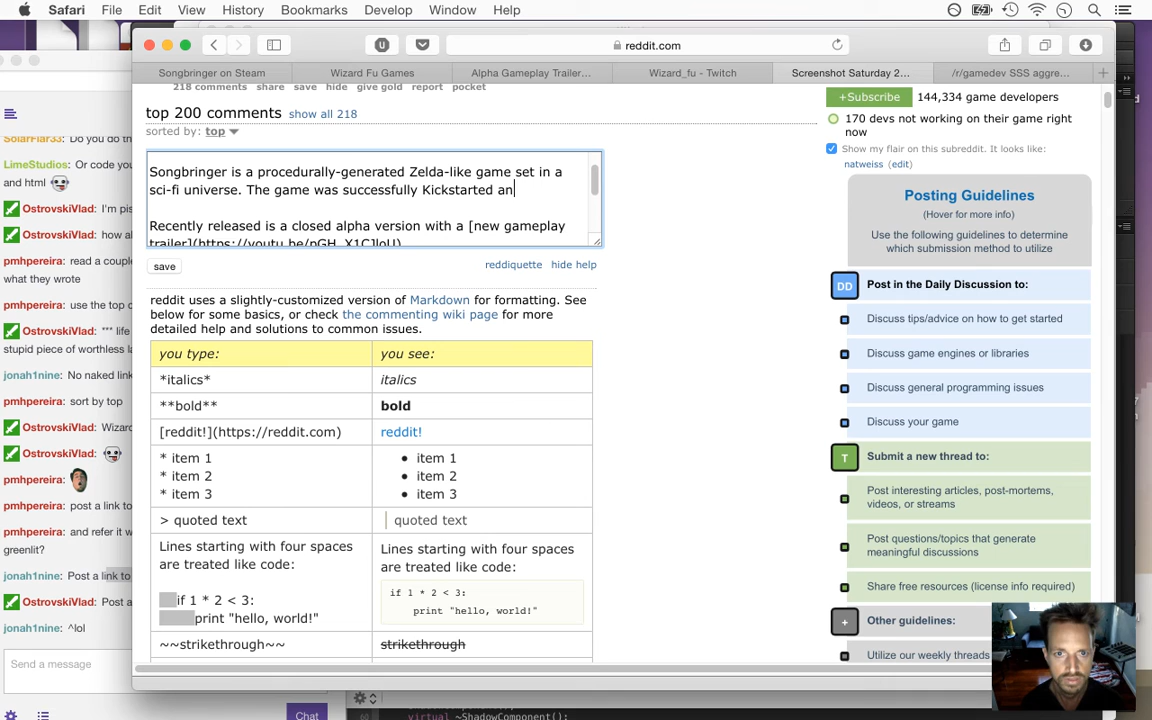 Safari File Edit View History Bookmarks Develop Window Help
reddit.com
Songbringer on Steam Wizard Fu Games Alpha Gameplay Trailer... Wizard_fu - Twitch Screenshot Saturday 2... /r/gamedev SSS aggre...
218 comments share save hide give gold report pocket
top 200 comments show all 218
sorted by: top
Songbringer is a procedurally-generated Zelda-like game set in a
sci-fi universe. The game was successfully Kickstarted an
Recently released is a closed alpha version with a [new gameplay
trailer](https://youtu.be/pGH_X1CJloU)
save reddiquette hide help
reddit uses a slightly-customized version of Markdown for formatting. See
below for some basics, or check the commenting wiki page for more
detailed help and solutions to common issues.
you type: you see:
*italics* italics
**bold** bold
[reddit!](https://reddit.com) reddit!
* item 1 item 1
* item 2 item 2
* item 3 item 3
> quoted text quoted text
Lines starting with four spaces Lines starting with four spaces
are treated like code: are treated like code:
if 1 * 2 < 3: if 1 * 2 < 3:
print "hello, world!" print "hello, world!"
~~strikethrough~~ strikethrough
+Subscribe 144,334 game developers
170 devs not working on their game right
now
Show my flair on this subreddit. It looks like:
natweiss (edit)
Posting Guidelines
(Hover for more info)
Use the following guidelines to determine
which submission method to utilize
DD Post in the Daily Discussion to:
Discuss tips/advice on how to get started
Discuss game engines or libraries
Discuss general programming issues
Discuss your game
T Submit a new thread to:
Post interesting articles, post-mortems,
videos, or streams
Post questions/topics that generate
meaningful discussions
Share free resources (license info required)
+ Other guidelines:
Utilize our weekly threads
SolarFlar33: Do you do th
LimeStudios: Or code you
and html
OstrovskiVlad: I'm pis
OstrovskiVlad: how al
pmhpereira: read a couple
what they wrote
pmhpereira: use the top c
OstrovskiVlad: *** life
stupid piece of worthless la
jonah1nine: No naked link
pmhpereira: sort by top
OstrovskiVlad: Wizar
OstrovskiVlad:
pmhpereira:
pmhpereira: post a link to
pmhpereira: and refer it w
greenlit?
jonah1nine: Post a link to
OstrovskiVlad: Post a
jonah1nine: ^lol
Send a message
Chat
60 virtual ~ShadowComponent();